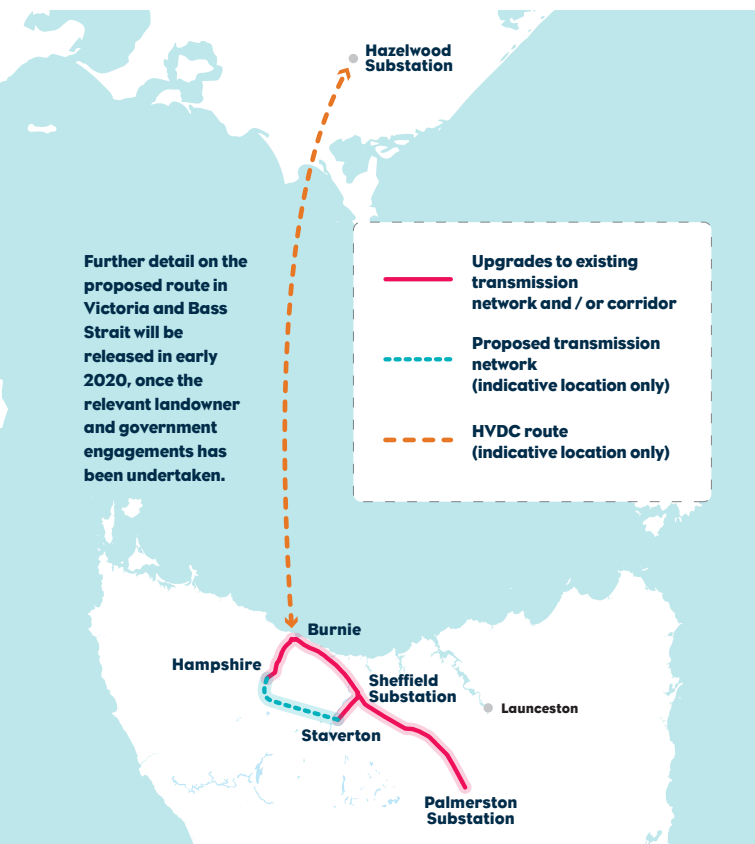 Hazelwood
Substation
Further detail on the
proposed route in
Victoria and Bass
Strait will be
released in early
2020, once the
relevant landowner
and government
engagements has
been undertaken.
Upgrades to existing
transmission
network and / or corridor
Proposed transmission
network
(indicative location only)
HVDC route
(indicative location only)
Burnie
Hampshire
Sheffield
Substation
Launceston
Staverton
Palmerston
Substation